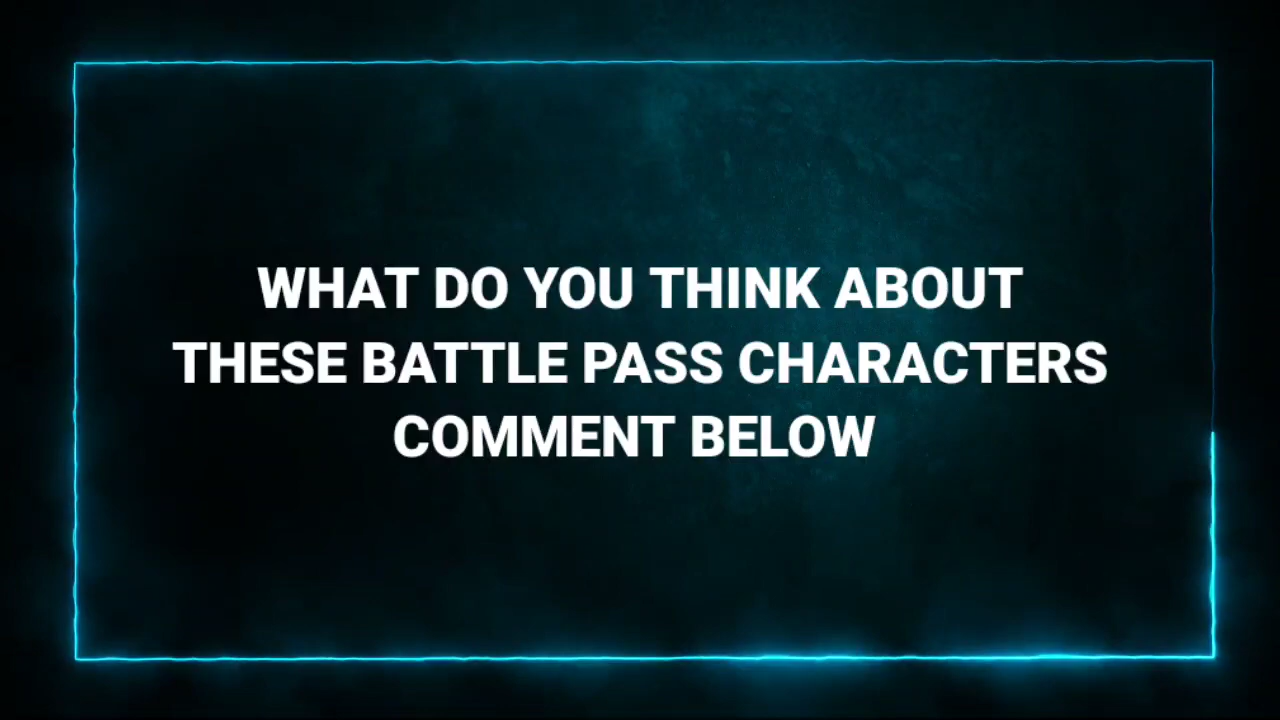 WHAT DO YOU THINK ABOUT
THESE BATTLE PASS CHARACTERS
COMMENT BELOW